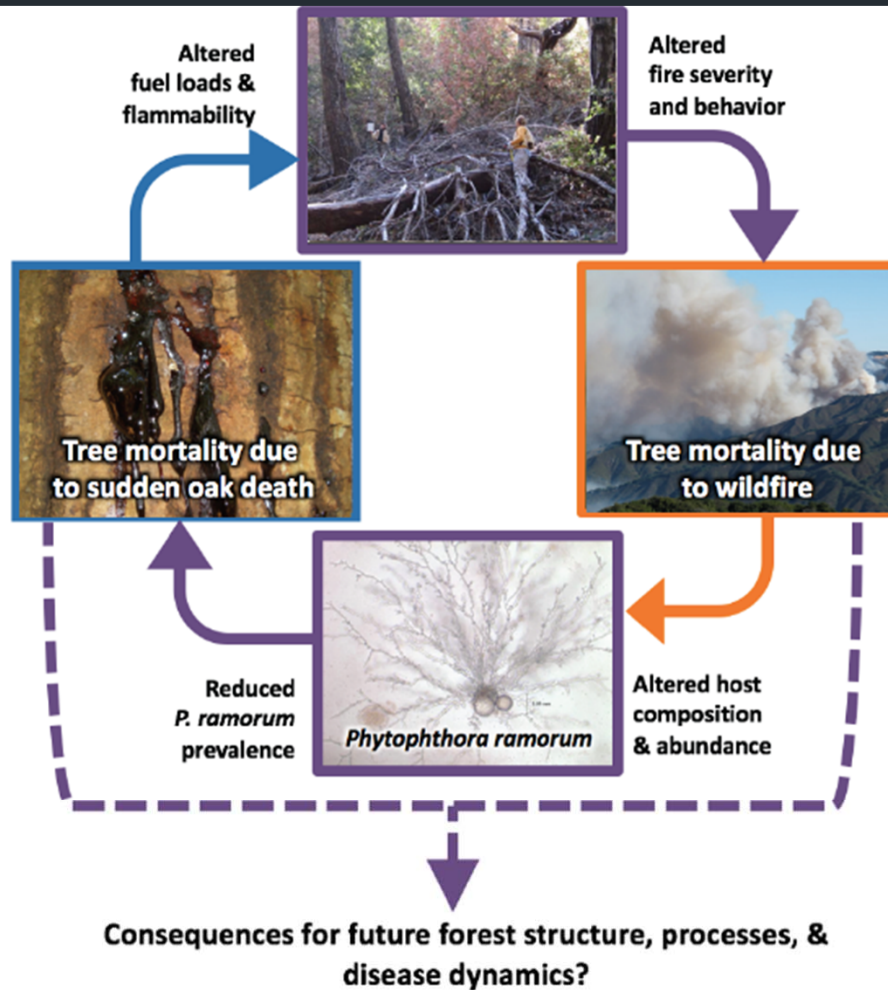 Altered
fuel loads &
flammability
Altered
fire severity
and behavior
Tree mortality due
to sudden oak death
Tree mortality due
to wildfire
Reduced
P. ramorum
prevalence
Phytophthora ramorum
Altered host
composition
& abundance
Consequences for future forest structure, processes, &
disease dynamics?